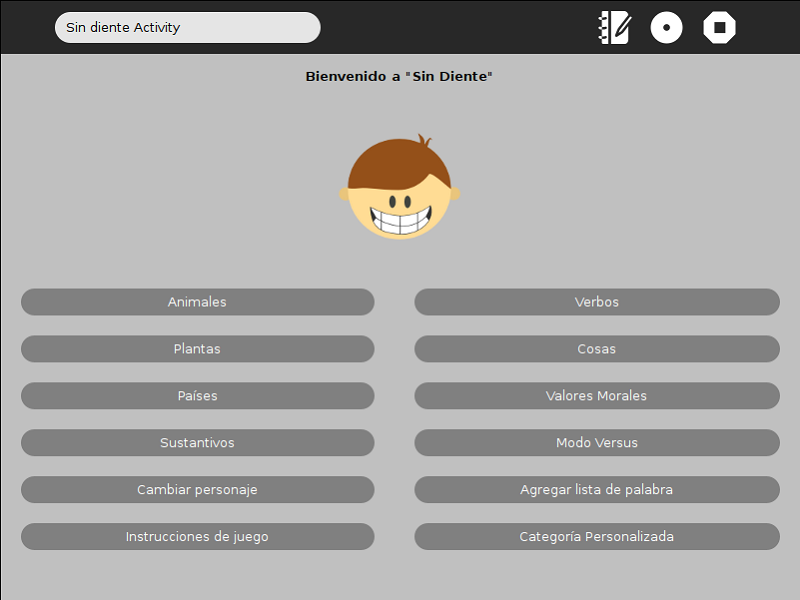 Sin diente Activity
Bienvenido a "Sin Diente"
Animales
Verbos
Plantas
Cosas
Países
Valores Morales
Sustantivos
Modo Versus
Cambiar personaje
Agregar lista de palabra
Instrucciones de juego
Categoría Personalizada